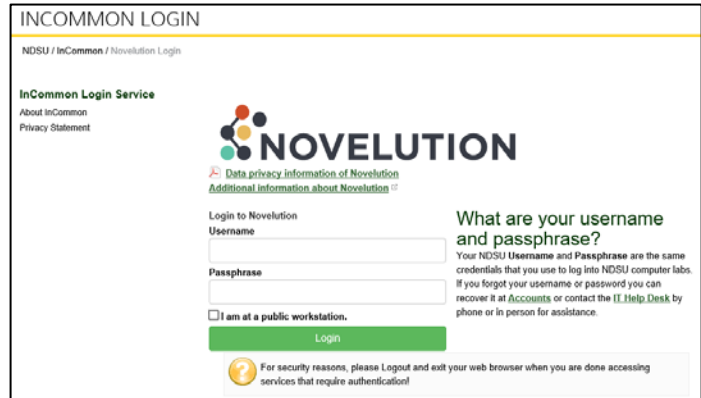 INCOMMON LOGIN
NDSU / InCommon / Novelution Login
InCommon Login Service
About InCommon
Privacy Statement
NOVELUTION
Data privacy information of Novelution
Additional information about Novelution
Login to Novelution
Username
Passphrase
I am at a public workstation.
Login
What are your username
and passphrase?
Your NDSU Username and Passphrase are the same
credentials that you use to log into NDSU computer labs.
If you forgot your username or password you can
recover it at Accounts or contact the IT Help Desk by
phone or in person for assistance.
For security reasons, please Logout and exit your web browser when you are done accessing
services that require authentication!